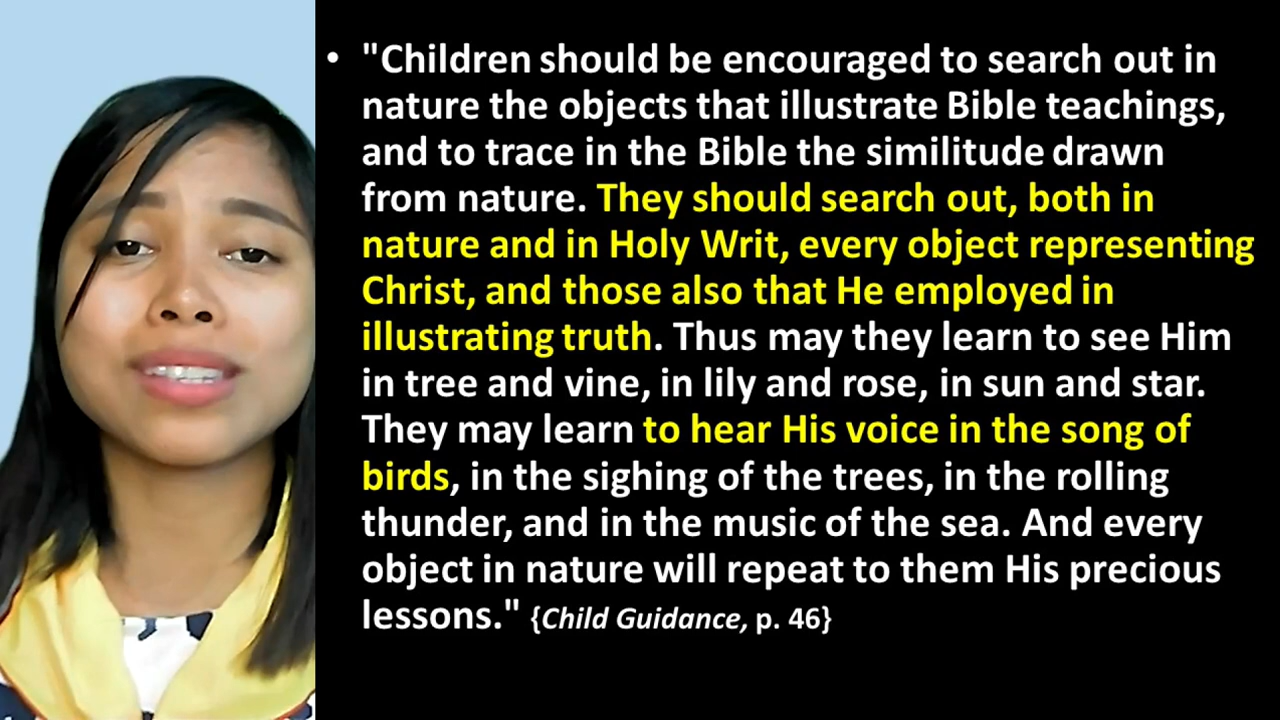 • "Children should be encouraged to search out in
nature the objects that illustrate Bible teachings,
and to trace in the Bible the similitude drawn
from nature. They should search out, both in
nature and in Holy Writ, every object representing
Christ, and those also that He employed in
illustrating truth. Thus may they learn to see Him
in tree and vine, in lily and rose, in sun and star.
They may learn to hear His voice in the song of
birds, in the sighing of the trees, in the rolling
thunder, and in the music of the sea. And every
object in nature will repeat to them His precious
lessons." {Child Guidance, p. 46}